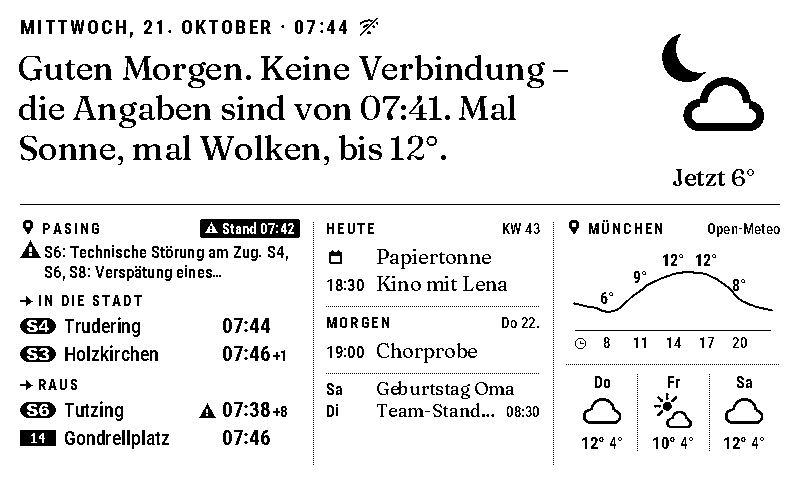 MITTWOCH, 21. OKTOBER · 07:44
Guten Morgen. Keine Verbindung –
die Angaben sind von 07:41. Mal
Sonne, mal Wolken, bis 12°.
Jetzt 6°
PASING
Stand 07:42
S6: Technische Störung am Zug. S4,
S6, S8: Verspätung eines…
→ IN DIE STADT
S4 Trudering 07:44
S3 Holzkirchen 07:46 +1
→ RAUS
S6 Tutzing 07:38 +8
14 Gondrellplatz 07:46
HEUTE KW 43
Papiertonne
18:30 Kino mit Lena
MORGEN Do 22.
19:00 Chorprobe
Sa Geburtstag Oma
Di Team-Stand… 08:30
MÜNCHEN Open-Meteo
6° 9° 12° 12° 8°
8 11 14 17 20
Do Fr Sa
12° 4° 10° 4° 12° 4°